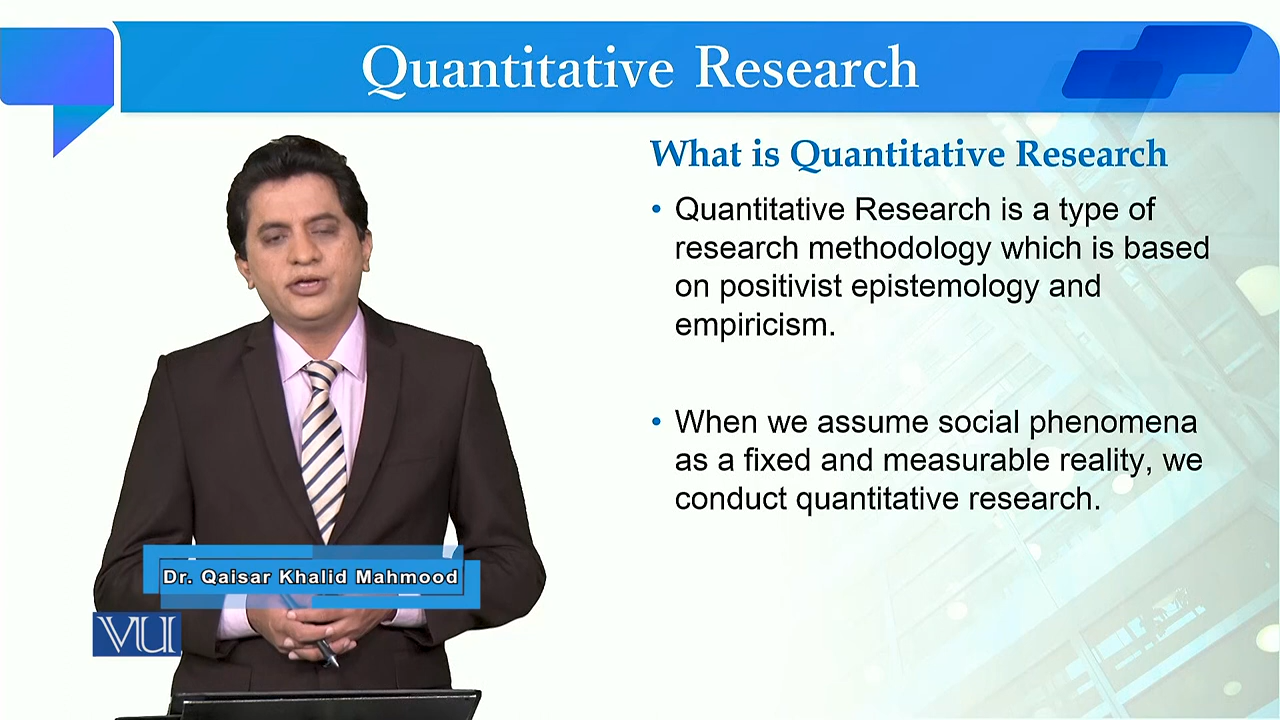 Quantitative Research
What is Quantitative Research
• Quantitative Research is a type of
research methodology which is based
on positivist epistemology and
empiricism.
• When we assume social phenomena
as a fixed and measurable reality, we
conduct quantitative research.
Dr. Qaisar Khalid Mahmood
VU